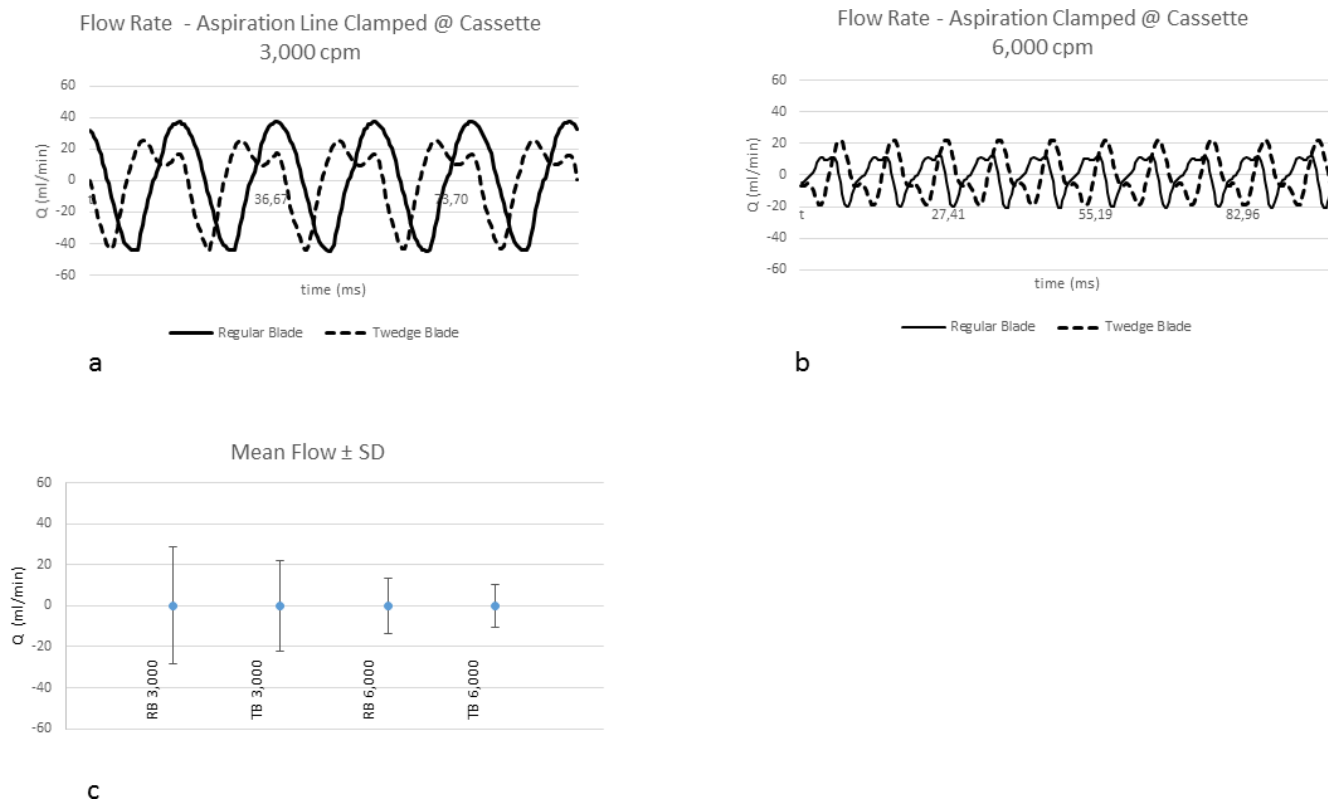 Flow Rate - Aspiration Line Clamped @ Cassette
3,000 cpm
60
40
20
0
-20
-40
-60
Q (ml/min)
36,67
73,70
time (ms)
Regular Blade
Twedge Blade
a
Flow Rate - Aspiration Clamped @ Cassette
6,000 cpm
60
40
20
0
-20
-40
-60
Q (ml/min)
t
27,41
55,19
82,96
time (ms)
Regular Blade
Twedge Blade
b
Mean Flow ± SD
60
40
20
0
-20
-40
-60
Q (ml/min)
RB 3,000
TB 3,000
RB 6,000
TB 6,000
c